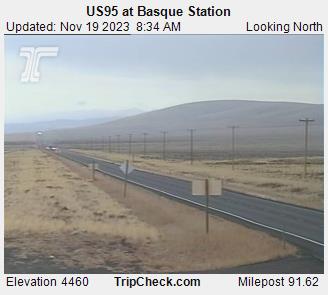 US95 at Basque Station
Updated: Nov 19 2023 8:34 AM Looking North
Elevation 4460 TripCheck.com Milepost 91.62